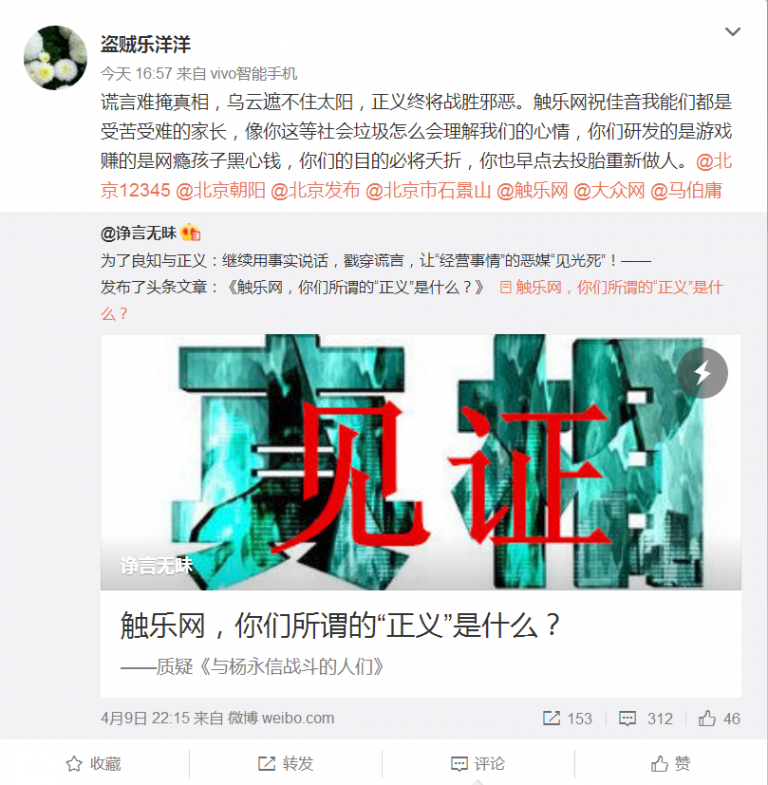 盗贼乐洋洋
今天 16:57 来自 vivo智能手机
谎言难掩真相，乌云遮不住太阳，正义终将战胜邪恶。触乐网祝佳音我能们都是
受苦受难的家长，像你这等社会垃圾怎么会理解我们的心情，你们研发的是游戏
赚的是网瘾孩子黑心钱，你们的目的必将夭折，你也早点去投胎重新做人。@北
京12345 @北京朝阳 @北京发布 @北京市石景山 @触乐网 @大众网 @马伯庸
@诤言无昧
为了良知与正义：继续用事实说话，戳穿谎言，让“经营事情”的恶媒“见光死”！——
发布了头条文章：《触乐网，你们所谓的“正义”是什么？》 触乐网，你们所谓的“正义”是什
么？
真相
见证
诤言无昧
触乐网，你们所谓的“正义”是什么？
——质疑《与杨永信战斗的人们》
4月9日 22:15 来自 微博 weibo.com 153 312 46
收藏 转发 评论 赞